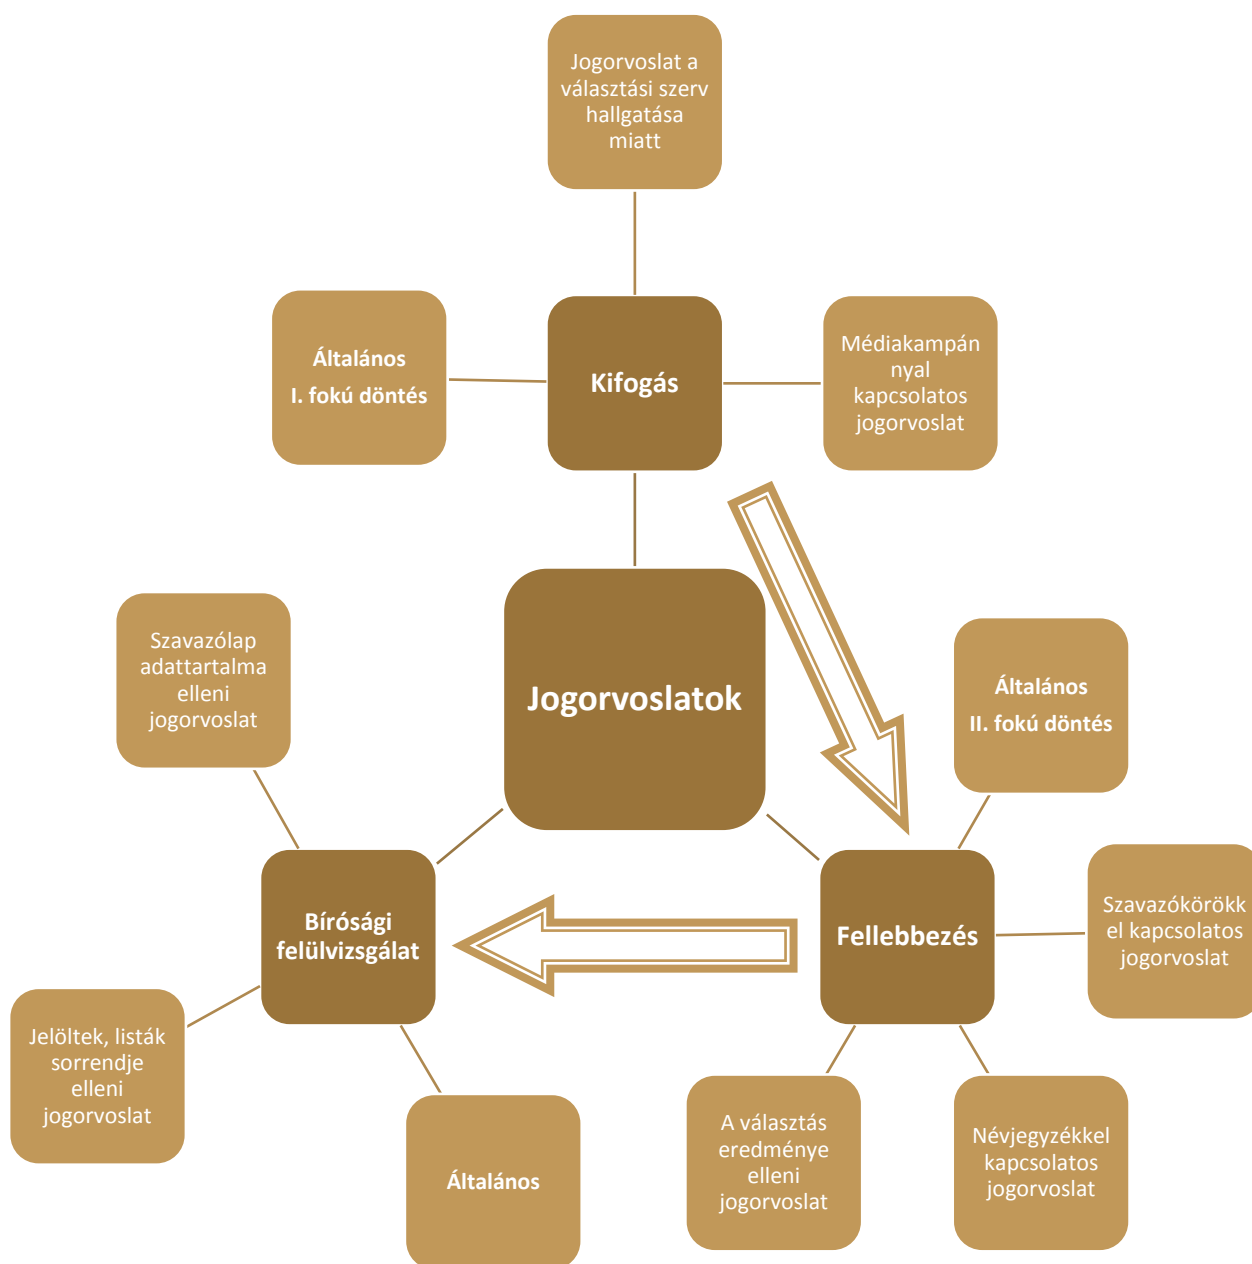 Jogorvoslat a
választási szerv
hallgatása
miatt
Általános
I. fokú döntés
Kifogás
Médiakampán
nyal
kapcsolatos
jogorvoslat
Jogorvoslatok
Szavazólap
adattartalma
elleni
jogorvoslat
Általános
II. fokú döntés
Bírósági
felülvizsgálat
Fellebbezés
Szavazókörökk
el kapcsolatos
jogorvoslat
Jelöltek, listák
sorrendje
elleni
jogorvoslat
Általános
A választás
eredménye
elleni
jogorvoslat
Névjegyzékkel
kapcsolatos
jogorvoslat